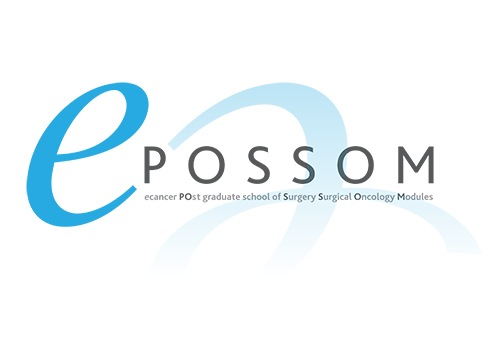 ePOSSOM
ecancer POst graduate school of Surgery Surgical Oncology Modules